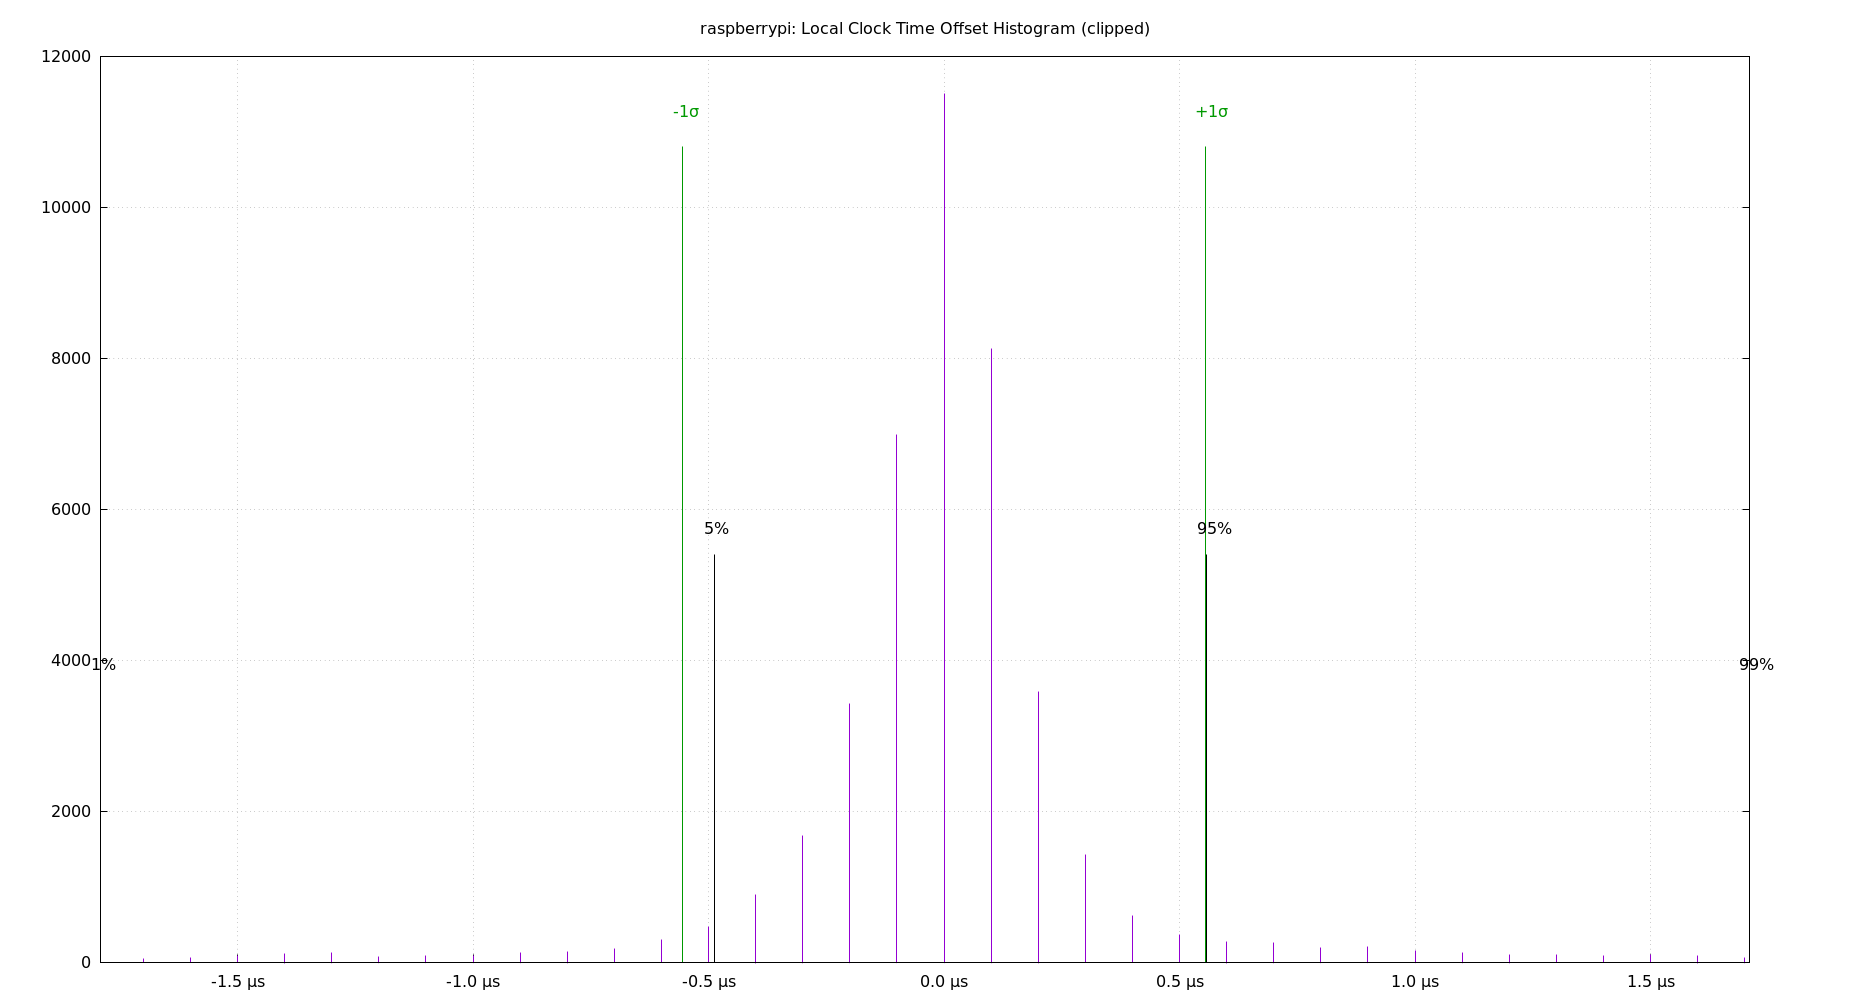 raspberrypi: Local Clock Time Offset Histogram (clipped)
12000
-1σ
+1σ
10000
8000
6000
5%
95%
4000
1%
99%
2000
0
-1.5 µs
-1.0 µs
-0.5 µs
0.0 µs
0.5 µs
1.0 µs
1.5 µs